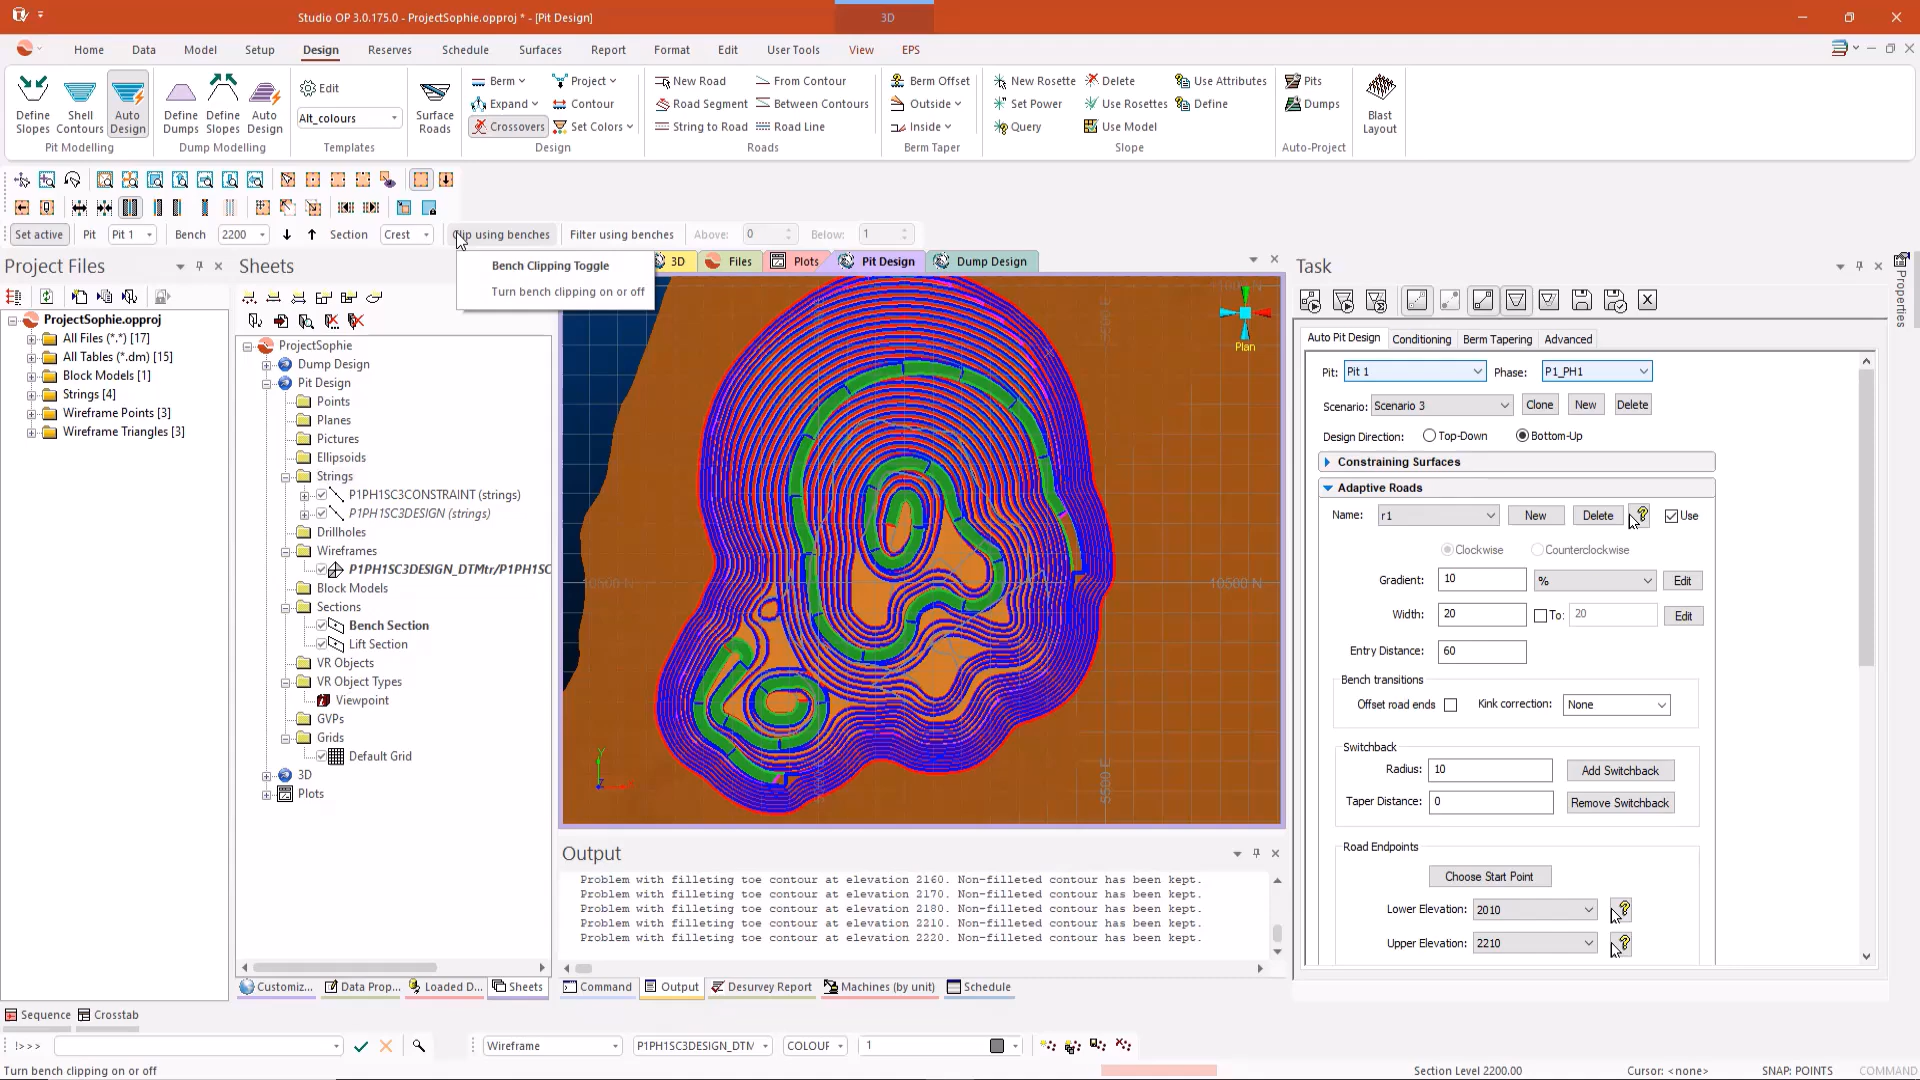 Studio OP 3.0.175.0 - ProjectSophie.opproj * - [Pit Design]
3D
Home Data Model Setup Design Reserves Schedule Surfaces Report Format Edit User Tools View EPS
Define Slopes
Shell Contours
Auto Design
Pit Modelling
Define Dumps
Define Slopes
Auto Design
Dump Modelling
Edit
Alt_colours
Templates
Surface Roads
Berm
Expand
Crossovers
Project
Contour
Set Colors
Design
New Road
Road Segment
String to Road
From Contour
Between Contours
Road Line
Roads
Berm Offset
Outside
Inside
Berm Taper
New Rosette
Set Power
Query
Delete
Use Rosettes
Use Model
Use Attributes
Define
Slope
Pits
Dumps
Auto-Project
Blast Layout
Set active Pit Pit 1 Bench 2200 Section Crest Clip using benches Filter using benches Above: 0 Below: 1
Bench Clipping Toggle
Turn bench clipping on or off
Project Files
ProjectSophie.opproj
All Files (*.*) [17]
All Tables (*.dm) [15]
Block Models [1]
Strings [4]
Wireframe Points [3]
Wireframe Triangles [3]
Sheets
ProjectSophie
Dump Design
Pit Design
Points
Planes
Pictures
Ellipsoids
Strings
P1PH1SC3CONSTRAINT (strings)
P1PH1SC3DESIGN (strings)
Drillholes
Wireframes
P1PH1SC3DESIGN_DTMtr/P1PH1SC
Block Models
Sections
Bench Section
Lift Section
VR Objects
VR Object Types
Viewpoint
GVPs
Grids
Default Grid
3D
Plots
Customiz... Data Prop... Loaded D... Sheets
3D Files Plots Pit Design Dump Design
Plan
10500 N
10500 N
5500 E
Y
Output
Problem with filleting toe contour at elevation 2160. Non-filleted contour has been kept.
Problem with filleting toe contour at elevation 2170. Non-filleted contour has been kept.
Problem with filleting toe contour at elevation 2180. Non-filleted contour has been kept.
Problem with filleting toe contour at elevation 2210. Non-filleted contour has been kept.
Problem with filleting toe contour at elevation 2220. Non-filleted contour has been kept.
Command Output Desurvey Report Machines (by unit) Schedule
Task
Properties
Auto Pit Design Conditioning Berm Tapering Advanced
Pit: Pit 1 Phase: P1_PH1
Scenario: Scenario 3 Clone New Delete
Design Direction: Top-Down Bottom-Up
Constraining Surfaces
Adaptive Roads
Name: r1 New Delete Use
Clockwise Counterclockwise
Gradient: 10 % Edit
Width: 20 To: 20 Edit
Entry Distance: 60
Bench transitions
Offset road ends Kink correction: None
Switchback
Radius: 10 Add Switchback
Taper Distance: 0 Remove Switchback
Road Endpoints
Choose Start Point
Lower Elevation: 2010
Upper Elevation: 2210
Sequence Crosstab
!>>> Wireframe P1PH1SC3DESIGN_DTM COLOUR 1
Turn bench clipping on or off Section Level 2200.00 Cursor: <none> SNAP: POINTS COMMAND